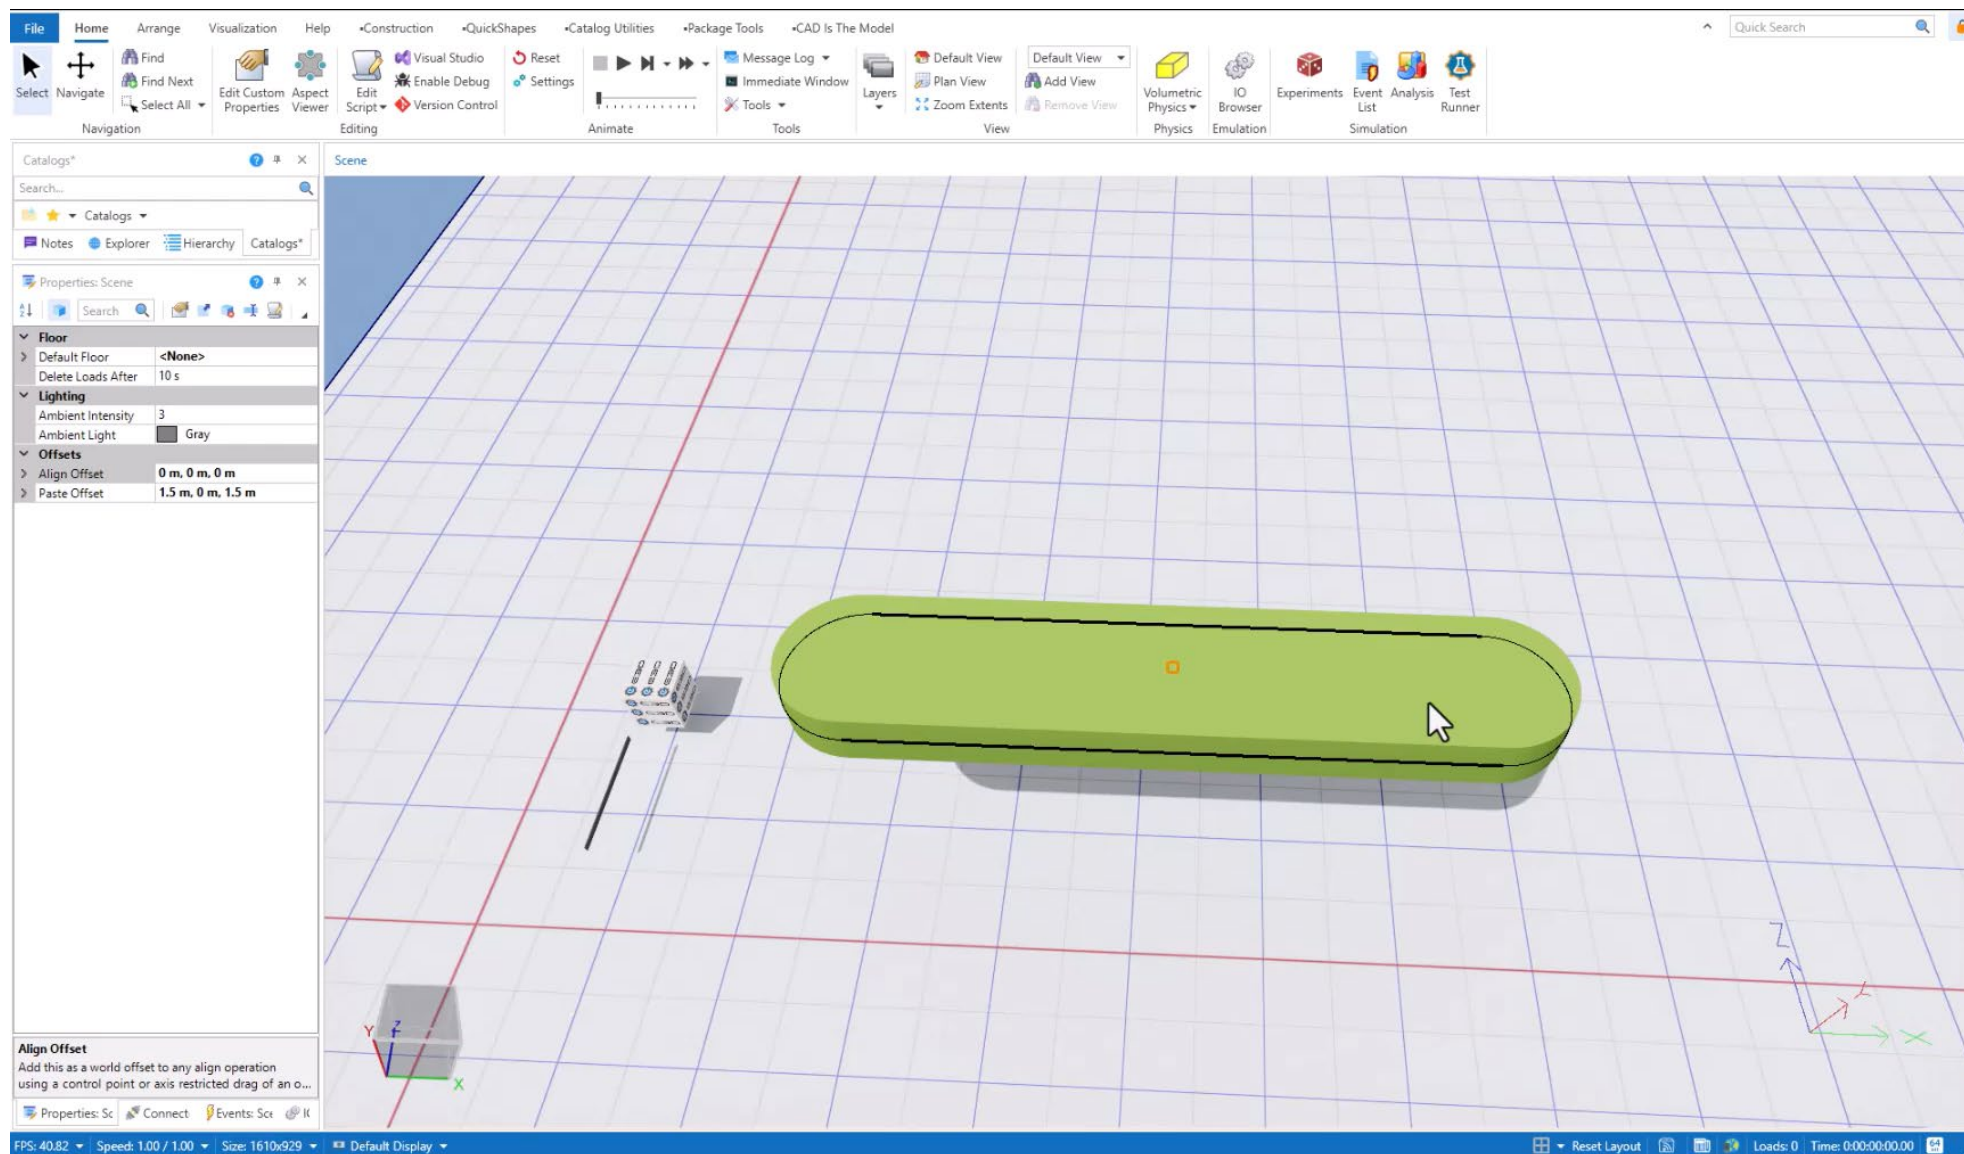 File Home Arrange Visualization Help •Construction •QuickShapes •Catalog Utilities •Package Tools •CAD Is The Model Quick Search
Select
Navigate
Find
Find Next
Select All
Navigation
Edit Custom Properties
Aspect Viewer
Edit Script
Visual Studio
Enable Debug
Version Control
Editing
Reset
Settings
Animate
Message Log
Immediate Window
Tools
Tools
Layers
Default View
Plan View
Zoom Extents
Default View
Add View
Remove View
View
Volumetric Physics
Physics
IO Browser
Emulation
Experiments
Event List
Analysis
Test Runner
Simulation
Catalogs*
Search...
Catalogs
Notes Explorer Hierarchy Catalogs*
Properties: Scene
Search
Floor
Default Floor <None>
Delete Loads After 10 s
Lighting
Ambient Intensity 3
Ambient Light Gray
Offsets
Align Offset 0 m, 0 m, 0 m
Paste Offset 1.5 m, 0 m, 1.5 m
Align Offset
Add this as a world offset to any align operation
using a control point or axis restricted drag of an o...
Properties: Sc Connect Events: Sce
Scene
Y Z X
Z Y X
FPS: 40.82 Speed: 1.00 / 1.00 Size: 1610x929 Default Display Reset Layout Loads: 0 Time: 0:00:00:00.00 64